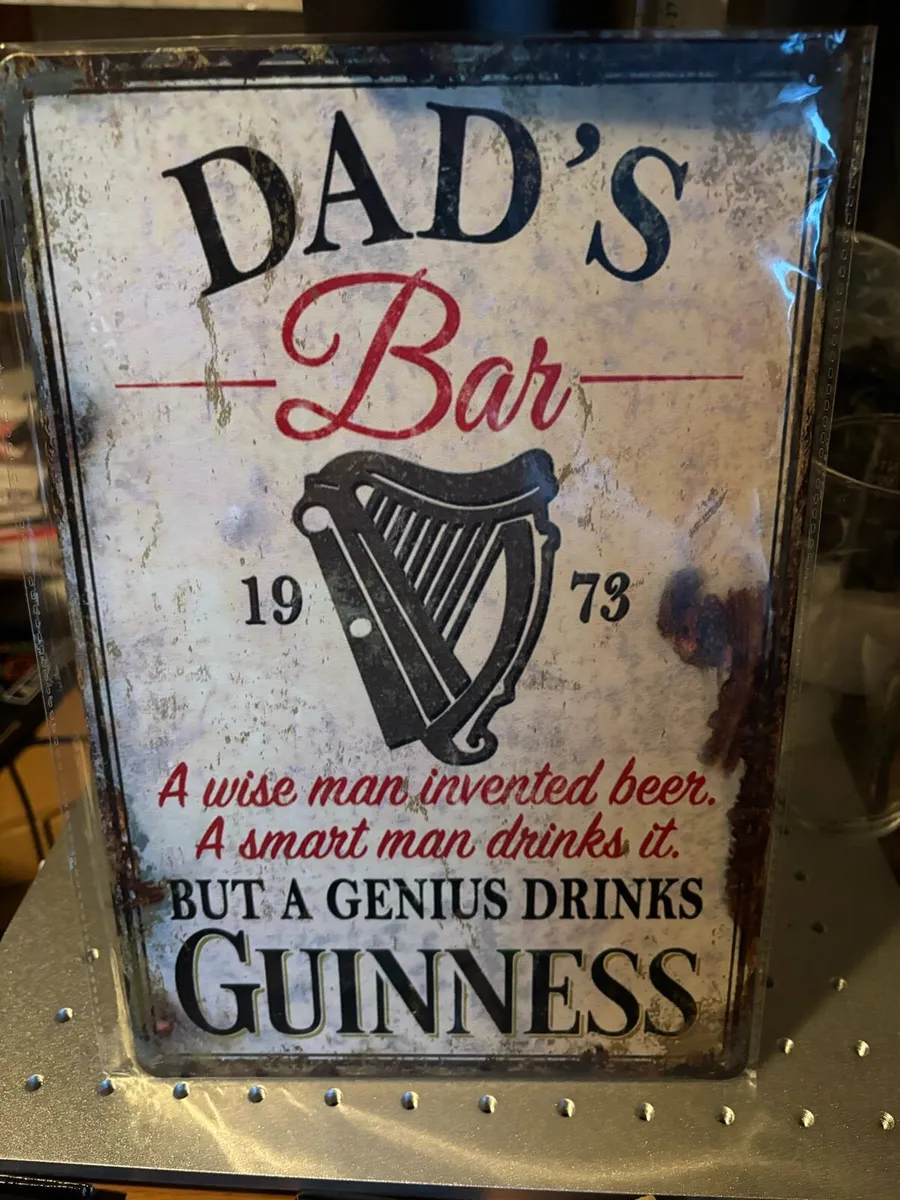 DAD'S
Bar
19 73
A wise man invented beer.
A smart man drinks it.
BUT A GENIUS DRINKS
GUINNESS